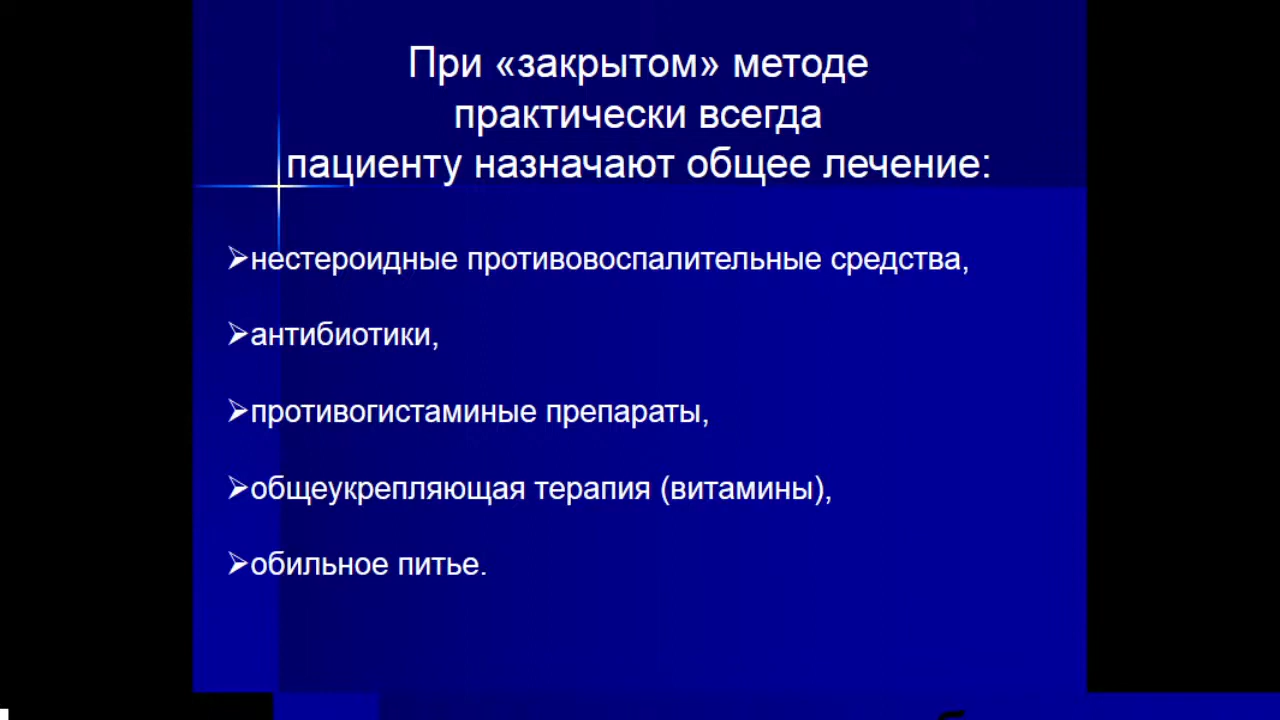 При «закрытом» методе
практически всегда
пациенту назначают общее лечение:
➢нестероидные противовоспалительные средства,
➢антибиотики,
➢противогистаминые препараты,
➢общеукрепляющая терапия (витамины),
➢обильное питье.